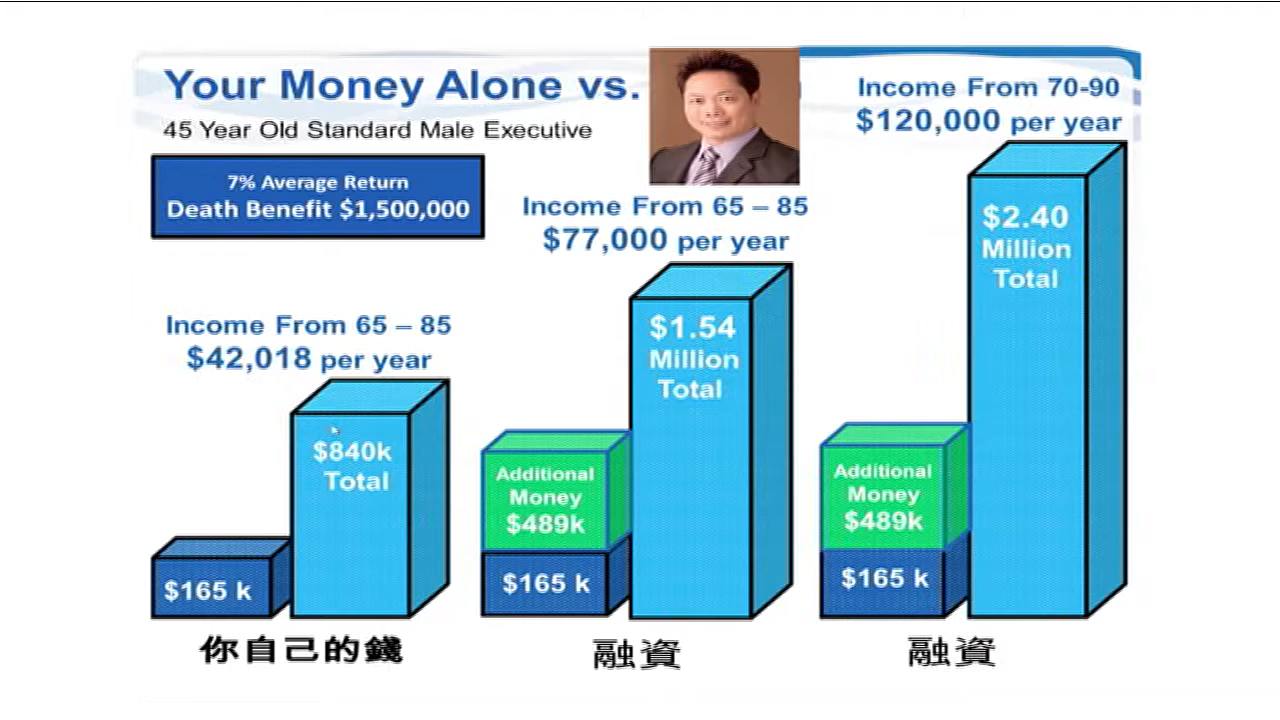 Your Money Alone vs.
45 Year Old Standard Male Executive
7% Average Return
Death Benefit $1,500,000
Income From 65 – 85
$42,018 per year
$165 k
$840k
Total
你自己的錢
Income From 65 – 85
$77,000 per year
Additional
Money
$489k
$165 k
$1.54
Million
Total
融資
Income From 70-90
$120,000 per year
Additional
Money
$489k
$165 k
$2.40
Million
Total
融資